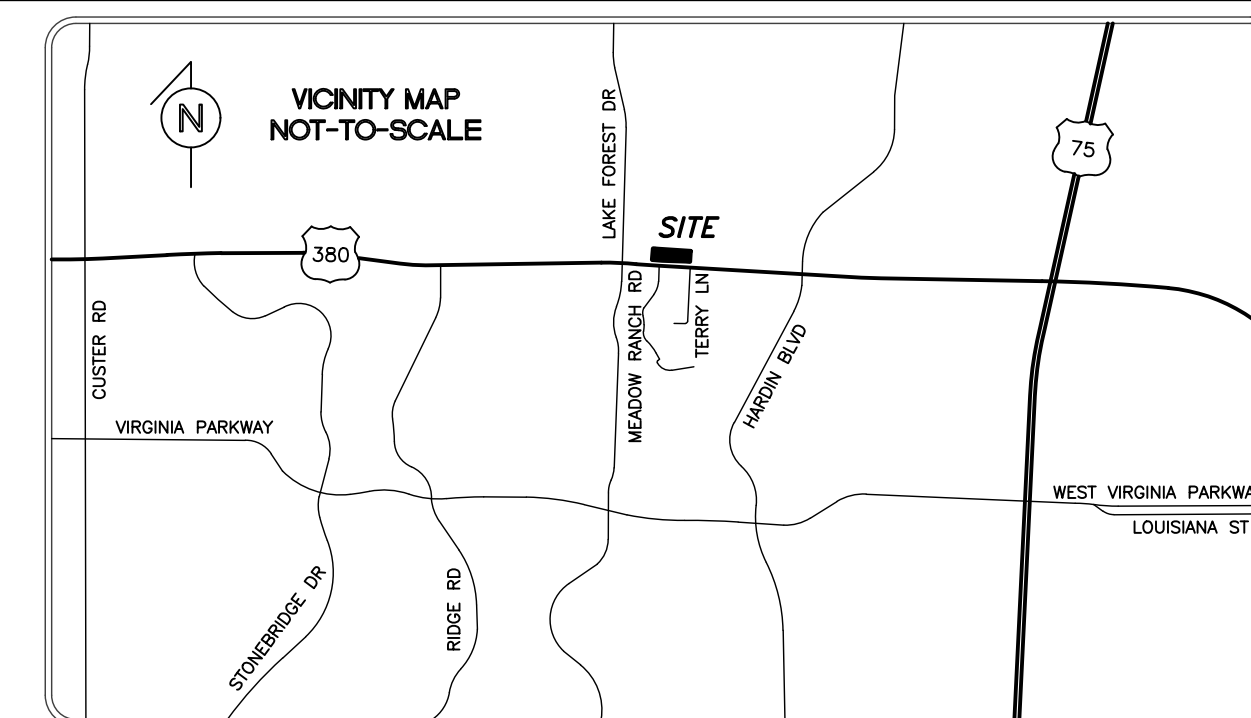 N
VICINITY MAP
NOT-TO-SCALE
LAKE FOREST DR
75
SITE
380
CUSTER RD
MEADOW RANCH RD
TERRY LN
HARDIN BLVD
VIRGINIA PARKWAY
WEST VIRGINIA PARKWA
LOUISIANA ST
STONEBRIDGE DR
RIDGE RD